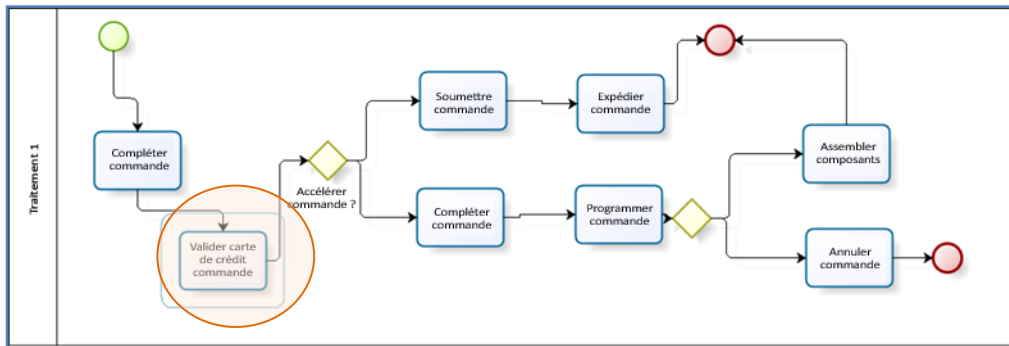 Traitement 1
Compléter
commande
Valider carte
de crédit
commande
Accélérer
commande ?
Soumettre
commande
Expédier
commande
Compléter
commande
Programmer
commande
Assembler
composants
Annuler
commande